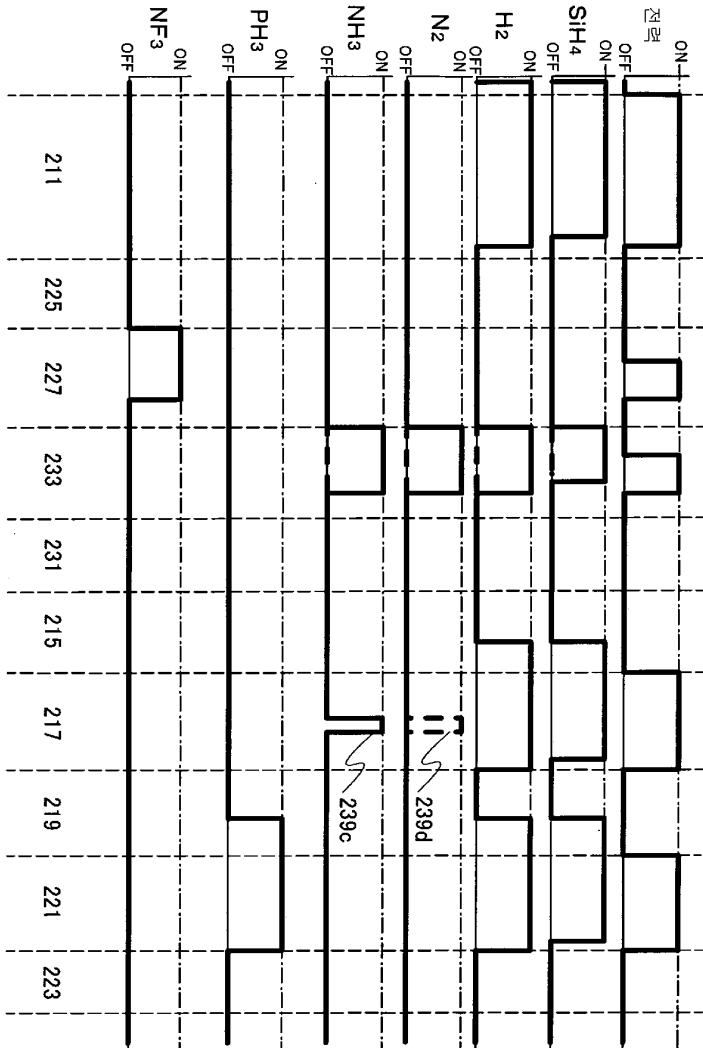 전력
ON
OFF
SiH4
ON
OFF
H2
ON
OFF
N2
ON
OFF
NH3
ON
OFF
PH3
ON
OFF
NF3
ON
OFF
239d
239c
211
225
227
233
231
215
217
219
221
223